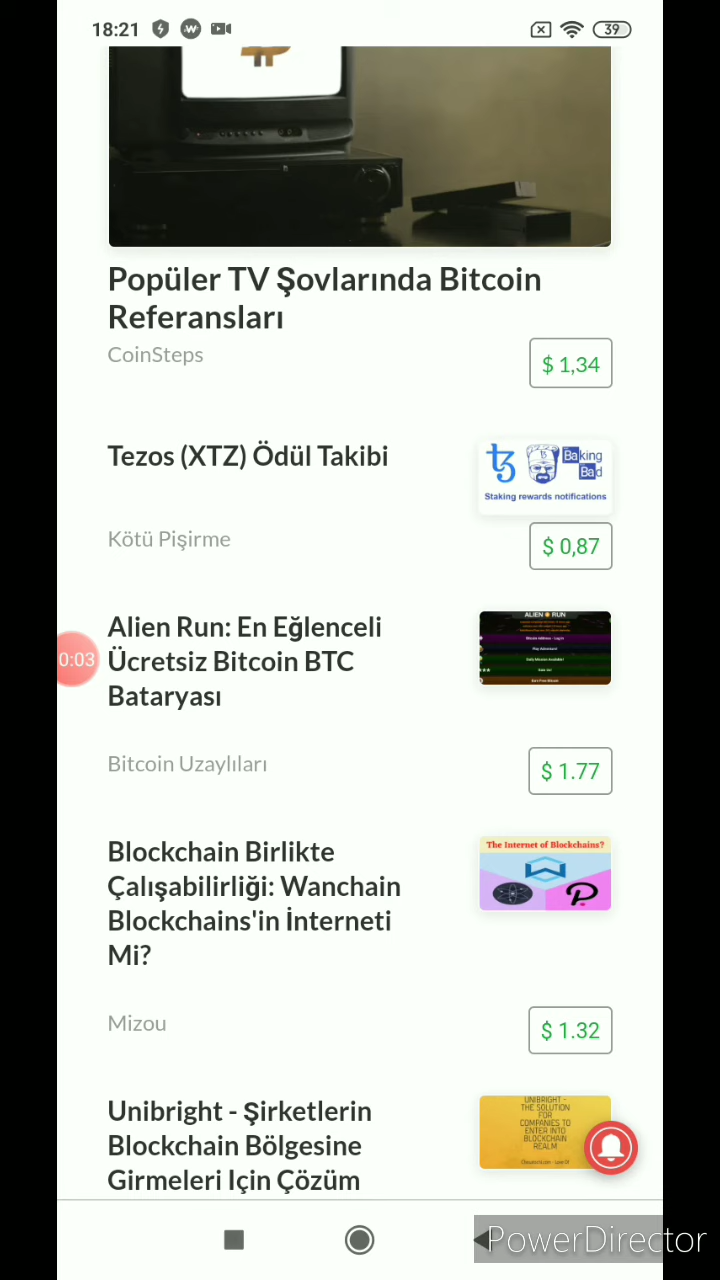 18:21
39
Popüler TV Şovlarında Bitcoin
Referansları
CoinSteps
$ 1,34
Tezos (XTZ) Ödül Takibi
Baking
Bad
Staking rewards notifications
Kötü Pişirme
$ 0,87
Alien Run: En Eğlenceli
Ücretsiz Bitcoin BTC
Bataryası
ALIEN RUN
0:03
Bitcoin Uzaylıları
$ 1.77
Blockchain Birlikte
Çalışabilirliği: Wanchain
Blockchains'in İnterneti
Mi?
The Internet of Blockchains?
Mizou
$ 1.32
Unibright - Şirketlerin
Blockchain Bölgesine
Girmeleri Için Çözüm
UNIBRIGHT -
THE SOLUTION
FOR
COMPANIES TO
ENTER INTO
BLOCKCHAIN
REALM
PowerDirector